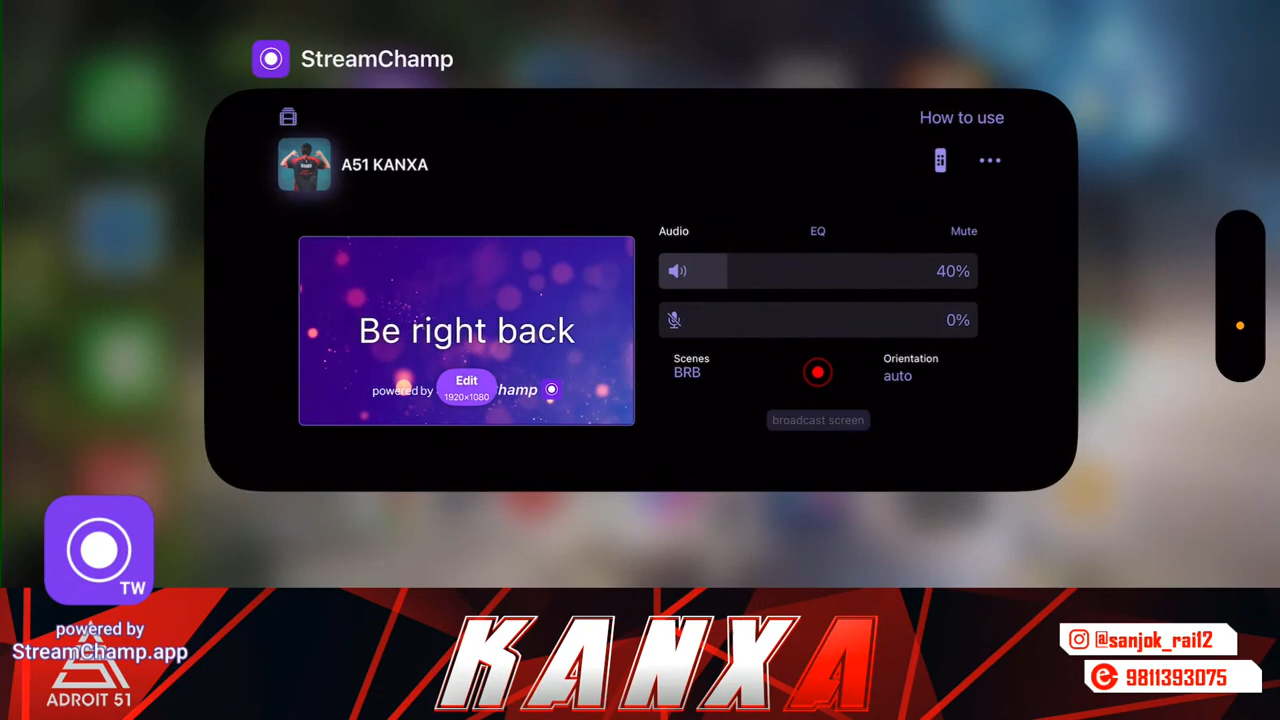 StreamChamp
How to use
A51 KANXA
Audio
EQ
Mute
40%
0%
Be right back
powered by
Champ
Edit
1920×1080
Scenes
BRB
Orientation
auto
broadcast screen
TW
powered by
StreamChamp.app
ADROIT 51
KANXA
@sanjok_rai12
9811393075